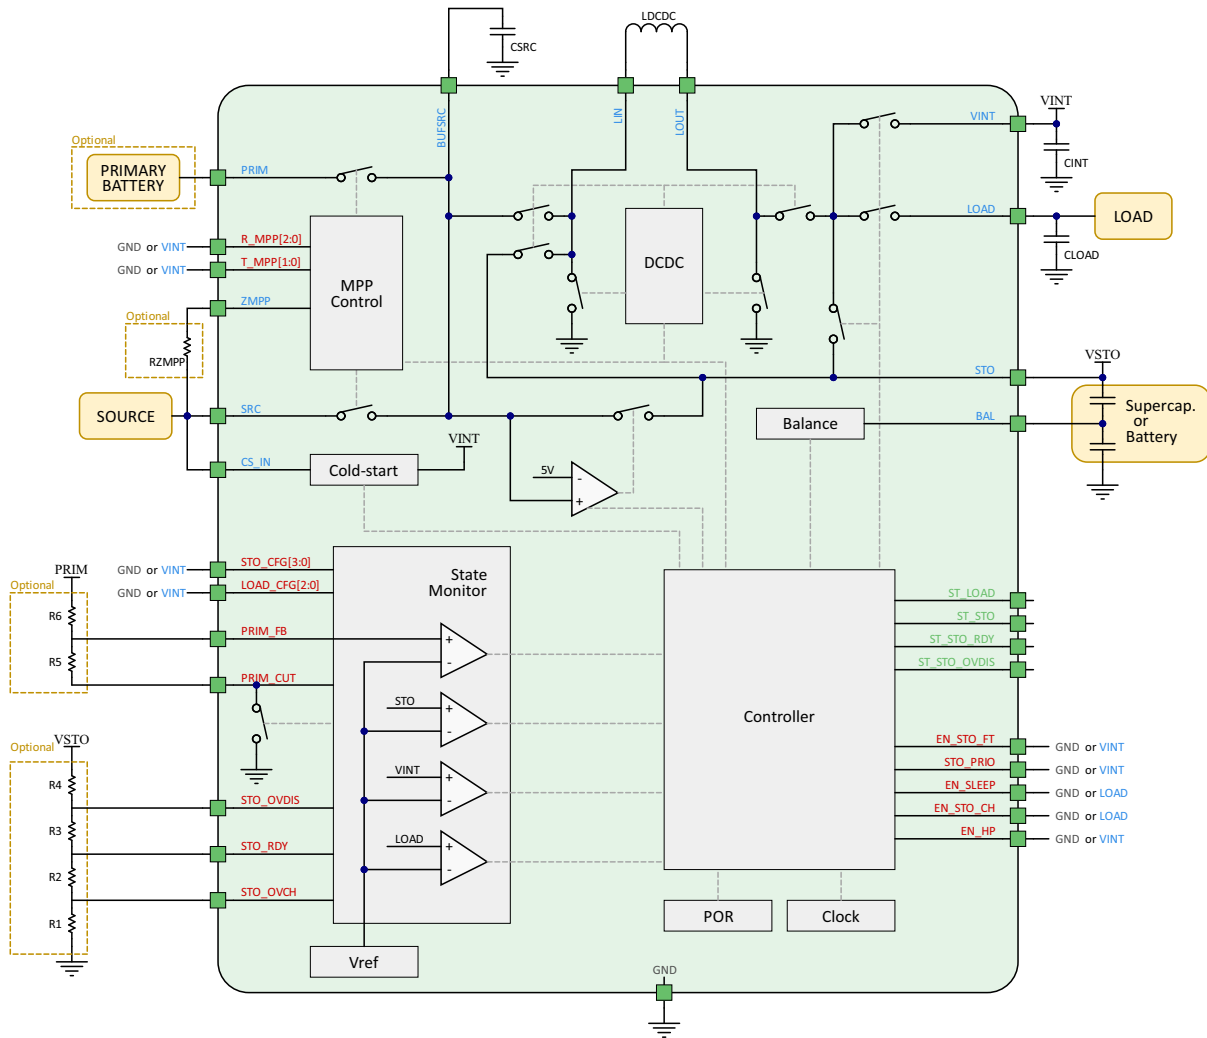 LDCDC
CSRC
BUFSRC
LIN
LOUT
VINT
VINT
CINT
Optional
PRIMARY
BATTERY
PRIM
LOAD
LOAD
CLOAD
GND or VINT
R_MPP[2:0]
GND or VINT
T_MPP[1:0]
MPP
Control
DCDC
ZMPP
Optional
RZMPP
SOURCE
SRC
STO
VSTO
BAL
Supercap.
or
Battery
Balance
CS_IN
Cold-start
VINT
5V
-
+
PRIM
Optional
R6
R5
GND or VINT
STO_CFG[3:0]
GND or VINT
LOAD_CFG[2:0]
PRIM_FB
PRIM_CUT
State
Monitor
+
-
STO
+
-
VINT
+
-
LOAD
+
-
Controller
ST_LOAD
ST_STO
ST_STO_RDY
ST_STO_OVDIS
EN_STO_FT
GND or VINT
STO_PRIO
GND or VINT
EN_SLEEP
GND or LOAD
EN_STO_CH
GND or LOAD
EN_HP
GND or VINT
VSTO
Optional
R4
R3
R2
R1
STO_OVDIS
STO_RDY
STO_OVCH
Vref
POR
Clock
GND